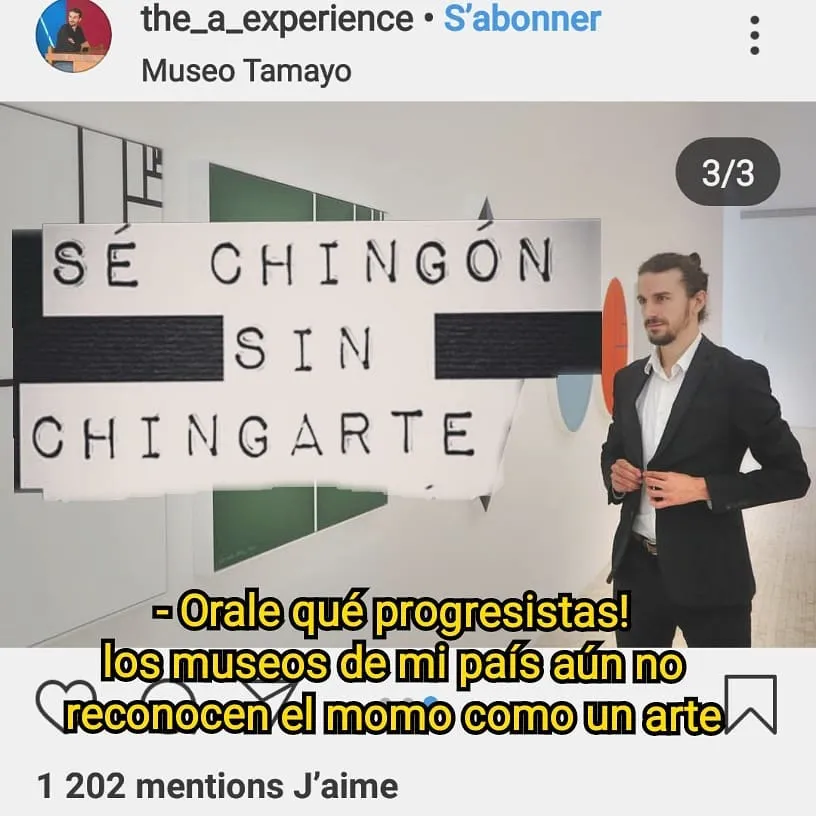 the_a_experience • S'abonner
Museo Tamayo
3/3
SÉ CHINGÓN
SIN
CHINGARTE
- Orale qué progresistas!
los museos de mi país aún no
reconocen el momo como un arte
1 202 mentions J'aime